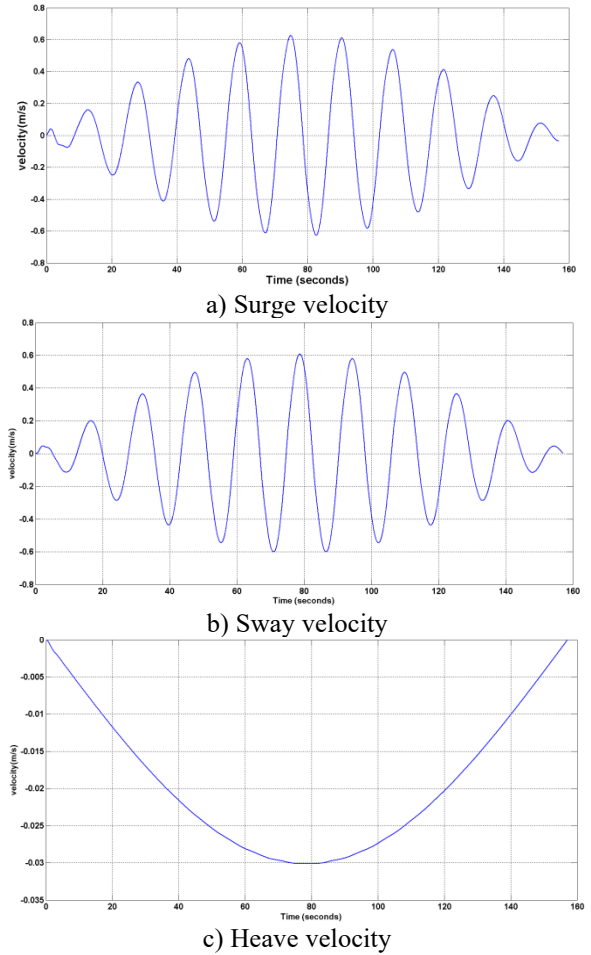 0.8
0.6
0.4
0.2
0
-0.2
-0.4
-0.6
-0.8
velocity(m/s)
0 20 40 60 80 100 120 140 160
Time (seconds)
a) Surge velocity
0.8
0.6
0.4
0.2
0
-0.2
-0.4
-0.6
-0.8
velocity(m/s)
0 20 40 60 80 100 120 140 160
Time (seconds)
b) Sway velocity
0
-0.005
-0.01
-0.015
-0.02
-0.025
-0.03
-0.035
velocity(m/s)
0 20 40 60 80 100 120 140 160
Time (seconds)
c) Heave velocity